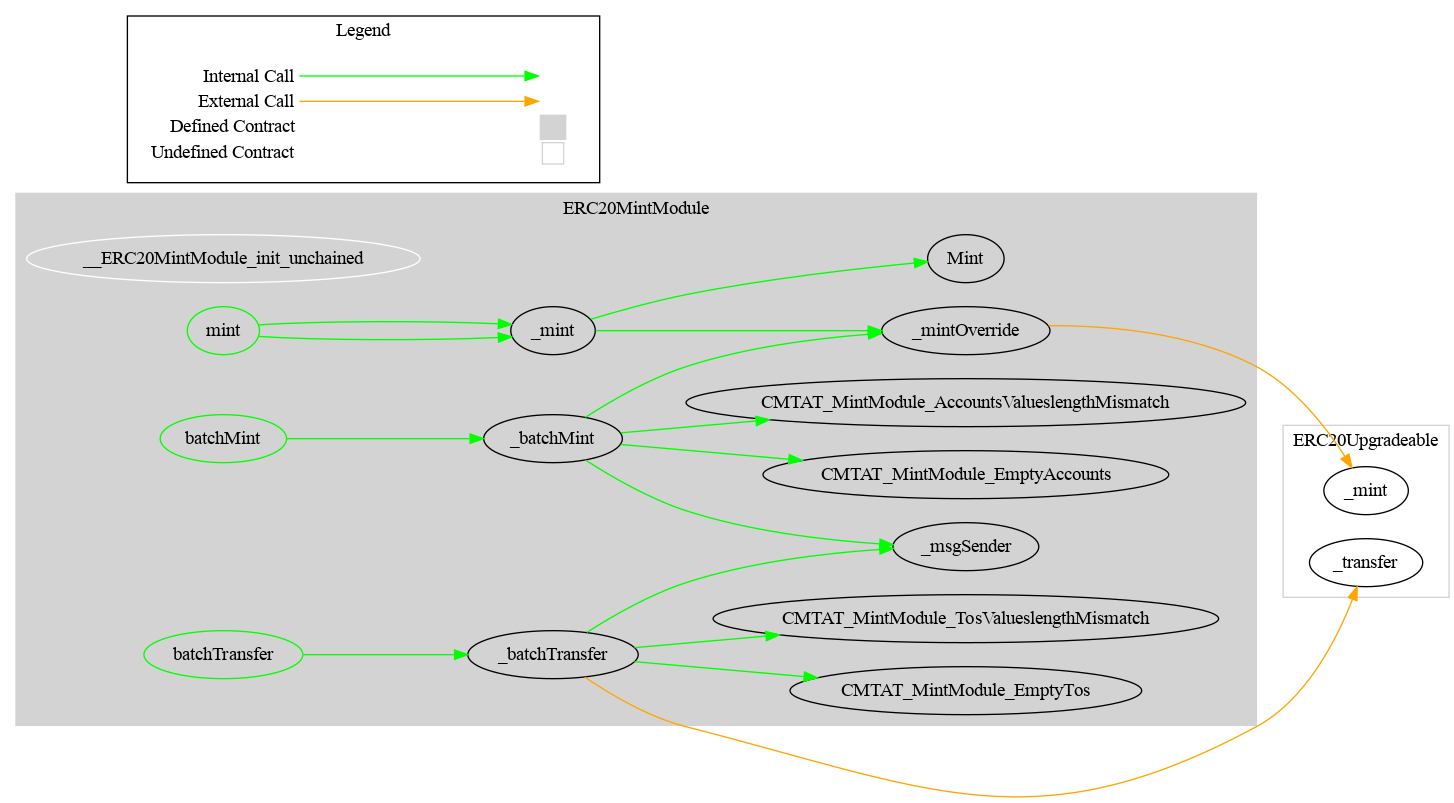 Legend
Internal Call
External Call
Defined Contract
Undefined Contract
ERC20MintModule
__ERC20MintModule_init_unchained
Mint
mint
_mint
_mintOverride
CMTAT_MintModule_AccountsValueslengthMismatch
batchMint
_batchMint
ERC20Upgradeable
CMTAT_MintModule_EmptyAccounts
_mint
_msgSender
_transfer
CMTAT_MintModule_TosValueslengthMismatch
batchTransfer
_batchTransfer
CMTAT_MintModule_EmptyTos